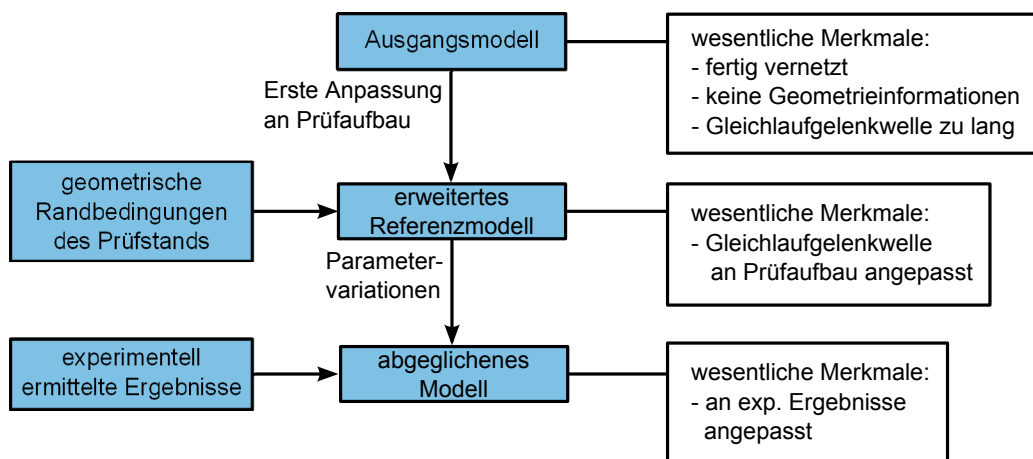 Ausgangsmodell
wesentliche Merkmale:
- fertig vernetzt
- keine Geometrieinformationen
- Gleichlaufgelenkwelle zu lang
Erste Anpassung
an Prüfaufbau
geometrische
Randbedingungen
des Prüfstands
erweitertes
Referenzmodell
wesentliche Merkmale:
- Gleichlaufgelenkwelle
an Prüfaufbau angepasst
Parameter-
variationen
experimentell
ermittelte Ergebnisse
abgeglichenes
Modell
wesentliche Merkmale:
- an exp. Ergebnisse
angepasst